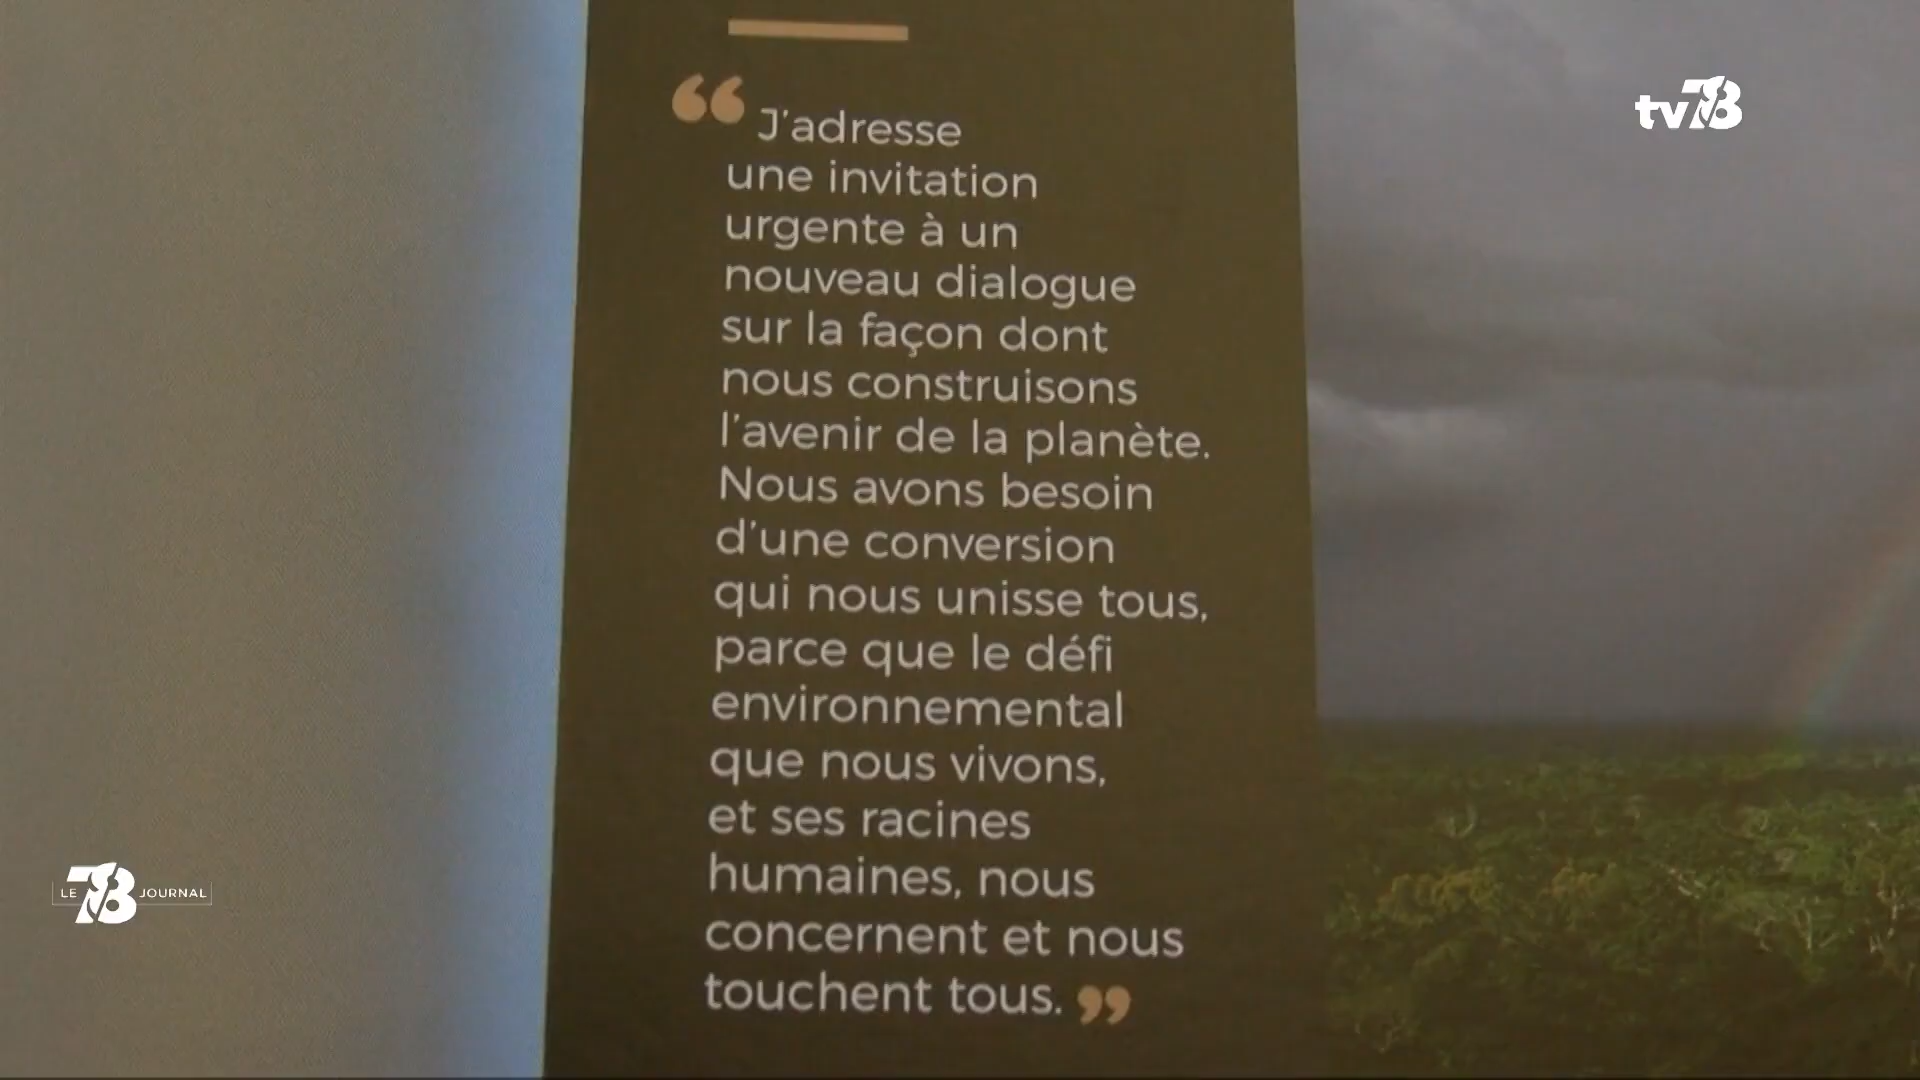 tv78
“ J’adresse
une invitation
urgente à un
nouveau dialogue
sur la façon dont
nous construisons
l’avenir de la planète.
Nous avons besoin
d’une conversion
qui nous unisse tous,
parce que le défi
environnemental
que nous vivons,
et ses racines
humaines, nous
concernent et nous
touchent tous. ”
LE 78 JOURNAL